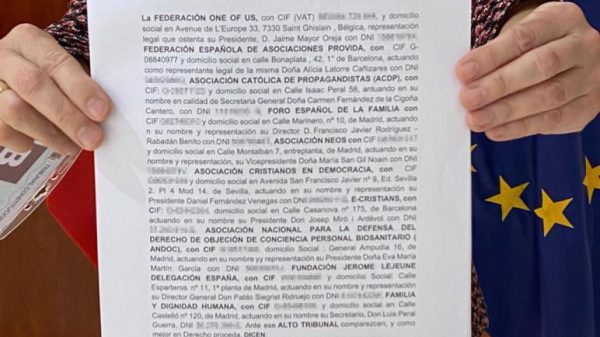 La FEDERACIÓN ONE OF US, con CIF (VAT) y domicilio
social en Avenue de L'Europe 33, 7330 Saint Ghislain , Bélgica, representación
legal que ostenta su Presidente, D. Jaime Mayor Oreja con DNI
FEDERACIÓN ESPAÑOLA DE ASOCIACIONES PROVIDA, con CIF G-
08840977 y domicilio social en calle Bonaplata , 42, 1° de Barcelona, actuando
como representante legal de la misma Doña Alicia Latorre Cañizares con DNI
ASOCIACIÓN CATÓLICA DE PROPAGANDISTAS (ACDP), con
CIF: y domicilio social en Calle Isaac Peral 58, antuando en su
nombre en calidad de Secretaria General Doña Carmen Fernández de la Cigoña
Cantero, con DNI FORO ESPAÑOL DE LA FAMILIA con
CIF y domicilio social en Calle Marinero, nº 10, de Madrid, actuando
en su nombre y representación su Director D. Francisco Javier Rodríguez -
Rabadán Benito con DNI ASOCIACIÓN NEOS con CIF
y domicilio social en Calle Montalbán 7, entreplanta, de Madrid, actuando en
su nombre y representación, su Vicepresidente Doña María San Gil Noain con DNI
ASOCIACIÓN CRISTIANOS EN DEMOCRACIA, con CIF
y domicilio social en Avenida San Francisco Javier nº 9, Ed. Sevilla
2, Pl 4 Mod 14. de Sevilla, actuando en su nombre y representación su
Presidente Daniel Fernández Venegas con DNI E-CRISTIANS, con
CIF: domicilio social en Calle Casanova nº 175, de Barcelona
actuando en su nombre su Presidente Don Josep Miró i Ardèvol con DNI
ASOCIACIÓN NACIONAL PARA LA DEFENSA DEL
DERECHO DE OBJECIÓN DE CONCIENCIA PERSONAL BIOSANITARIO (
ANDOC), con CIF domicilio Social : General Ampudia 16, de
Madrid, actuando en su nombre yy representación su Presidente Doña Eva María
Martín García con DNI FUNDACIÓN JEROME LEJEUNE
DELEGACIÓN ESPAÑA, con CIF domicilio social: Calle
Esparteros nº 11, 1ª planta de Madrid, actuando en su nombre y representación
su Director General Don Pablo Siegrist Ridruejo con DNI FAMILIA
Y DIGNIDAD HUMANA, con CIF y domicilio social en Calle
Castelló nº 120, de Madrid, actuando en su nombre su Secretario, Don Luis Peral
Guerra, DNI Ante ese ALTO TRIBUNAL comparezcen, y como
mejor en Derecho proceda, DICEN